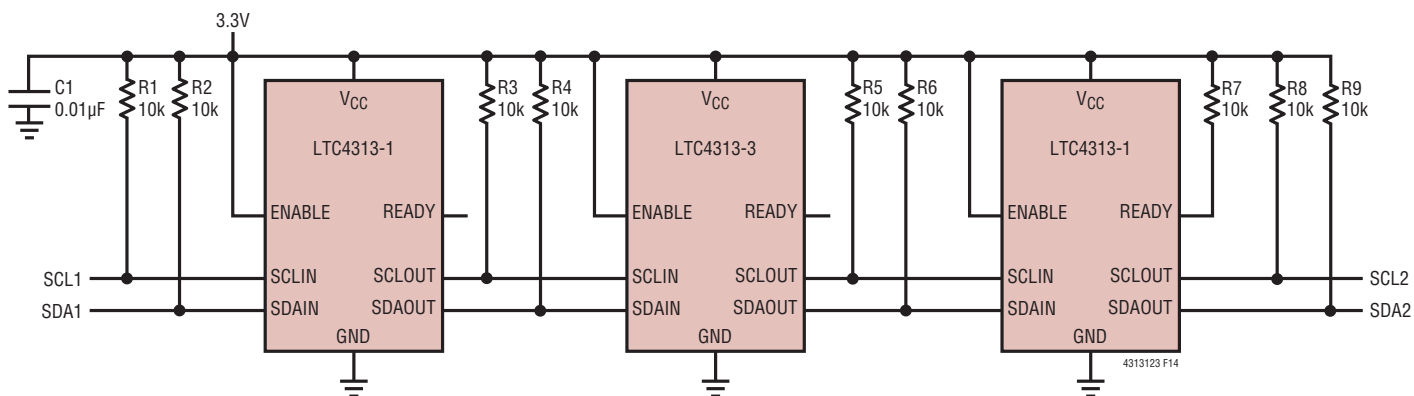 3.3V
C1
0.01µF
R1
10k
R2
10k
VCC
LTC4313-1
ENABLE
READY
SCLIN
SCLOUT
SDAIN
SDAOUT
GND
R3
10k
R4
10k
VCC
LTC4313-3
ENABLE
READY
SCLIN
SCLOUT
SDAIN
SDAOUT
GND
R5
10k
R6
10k
VCC
LTC4313-1
ENABLE
READY
SCLIN
SCLOUT
SDAIN
SDAOUT
GND
R7
10k
R8
10k
R9
10k
SCL1
SDA1
SCL2
SDA2
4313123 F14